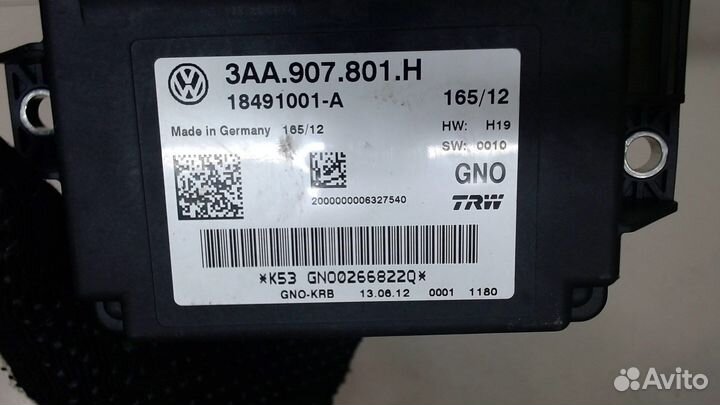 3AA.907.801.H
18491001-A 165/12
Made in Germany 165/12 HW: H19
SW: 0010
GNO
2000000006327540
TRW
*K53 GNO0266822Q*
GNO-KRB 13.06.12 0001 1180
Avito